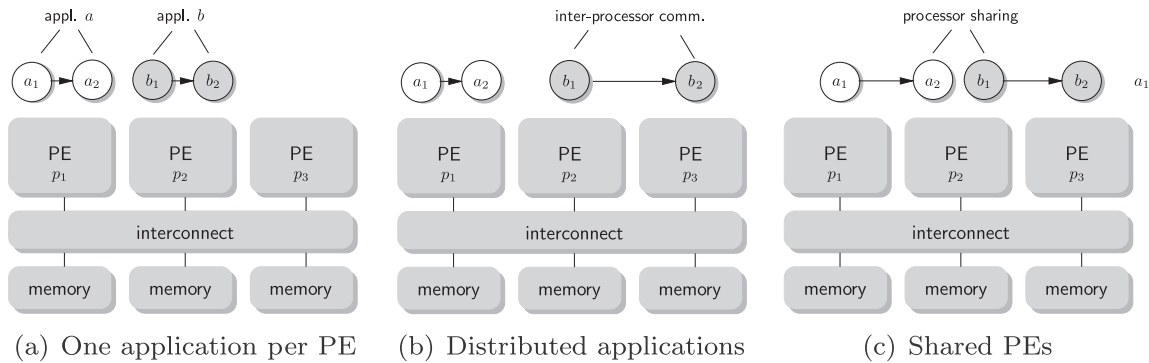 appl. a appl. b
a1 a2 b1 b2
PE PE PE
p1 p2 p3
interconnect
memory memory memory
(a) One application per PE
inter-processor comm.
a1 a2 b1 b2
PE PE PE
p1 p2 p3
interconnect
memory memory memory
(b) Distributed applications
processor sharing
a1 a2 b1 b2 a1
PE PE PE
p1 p2 p3
interconnect
memory memory memory
(c) Shared PEs